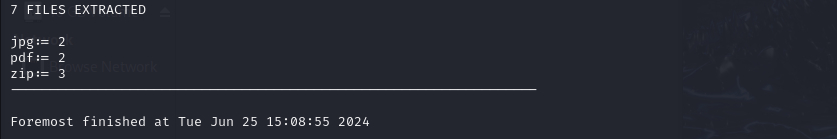 7 FILES EXTRACTED
jpg:= 2
pdf:= 2
zip:= 3
Foremost finished at Tue Jun 25 15:08:55 2024